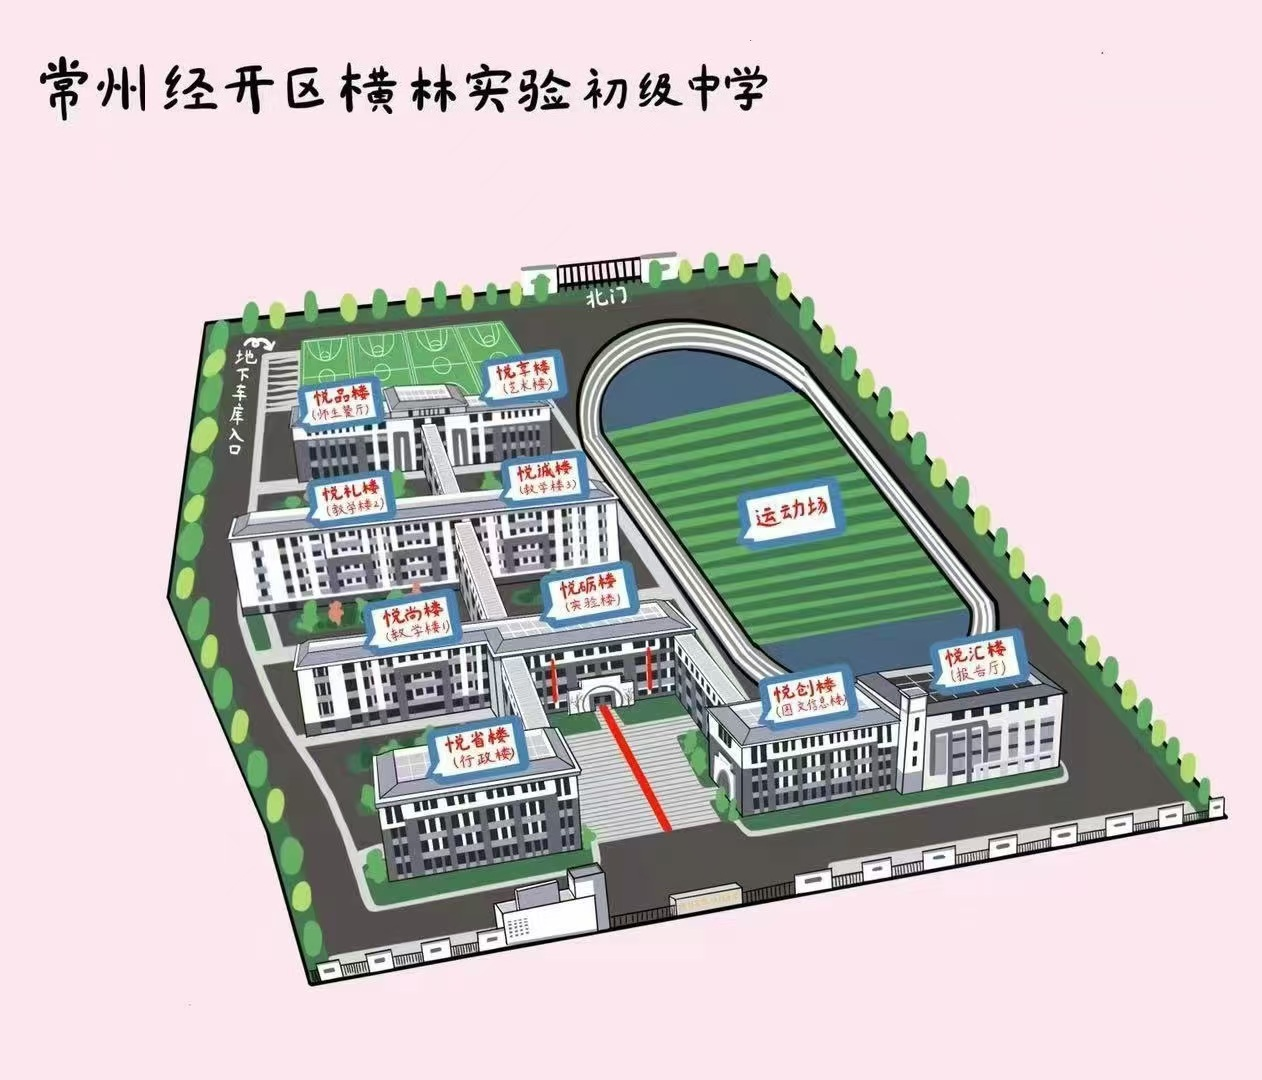 常州经开区横林实验初级中学
北门
地下车库入口
悦享楼
(艺术楼)
悦品楼
(师生餐厅)
悦诚楼
(教学楼3)
悦礼楼
(教学楼2)
运动场
悦砺楼
(实验楼)
悦尚楼
(教学楼1)
悦汇楼
(报告厅)
悦创楼
(图文信息楼)
悦省楼
(行政楼)